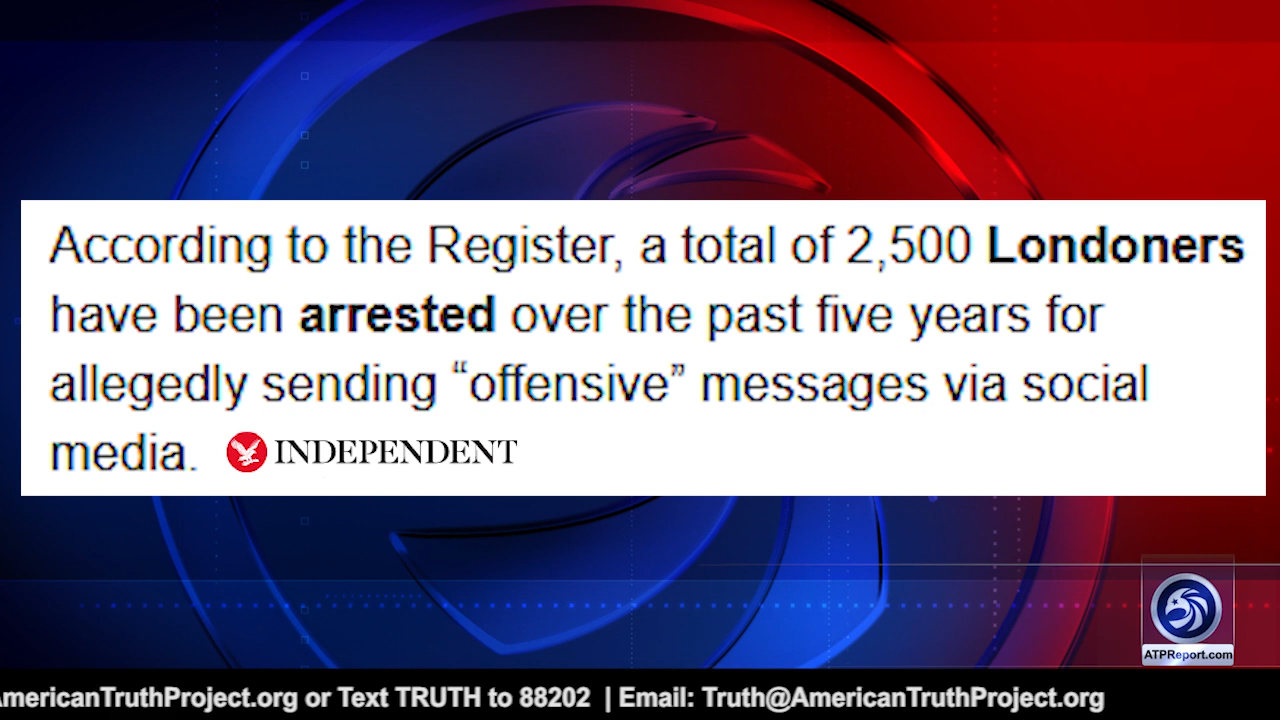 According to the Register, a total of 2,500 Londoners
have been arrested over the past five years for
allegedly sending “offensive” messages via social
media. INDEPENDENT
ATPReport.com
AmericanTruthProject.org or Text TRUTH to 88202 | Email: Truth@AmericanTruthProject.org